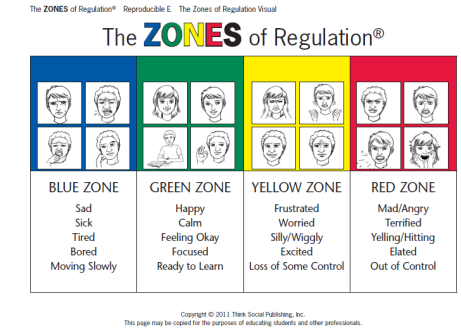 The ZONES of Regulation® Reproducible E The Zones of Regulation Visual
The ZONES of Regulation®
BLUE ZONE
Sad
Sick
Tired
Bored
Moving Slowly
GREEN ZONE
Happy
Calm
Feeling Okay
Focused
Ready to Learn
YELLOW ZONE
Frustrated
Worried
Silly/Wiggly
Excited
Loss of Some Control
RED ZONE
Mad/Angry
Terrified
Yelling/Hitting
Elated
Out of Control
Copyright © 2011 Think Social Publishing, Inc.
This page may be copied for the purposes of educating students and other professionals.